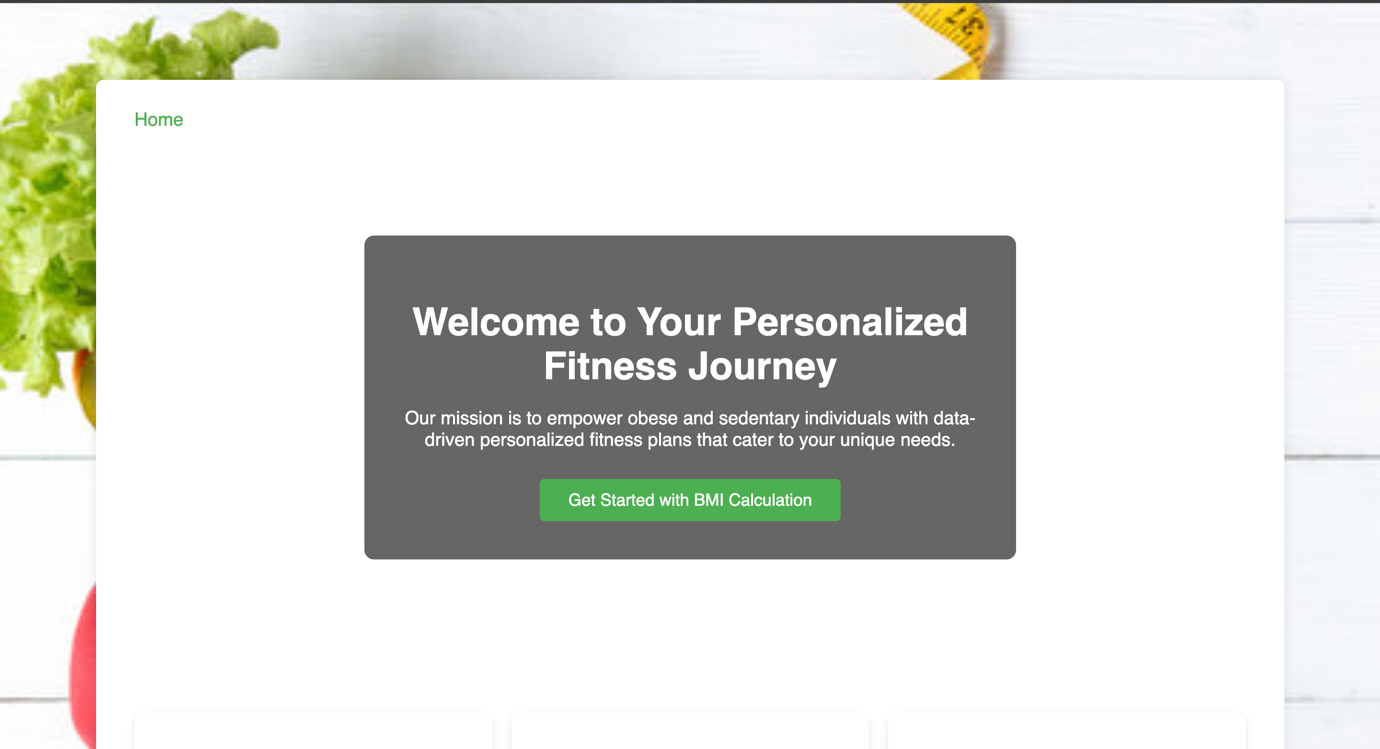 Home
Welcome to Your Personalized
Fitness Journey
Our mission is to empower obese and sedentary individuals with data-
driven personalized fitness plans that cater to your unique needs.
Get Started with BMI Calculation